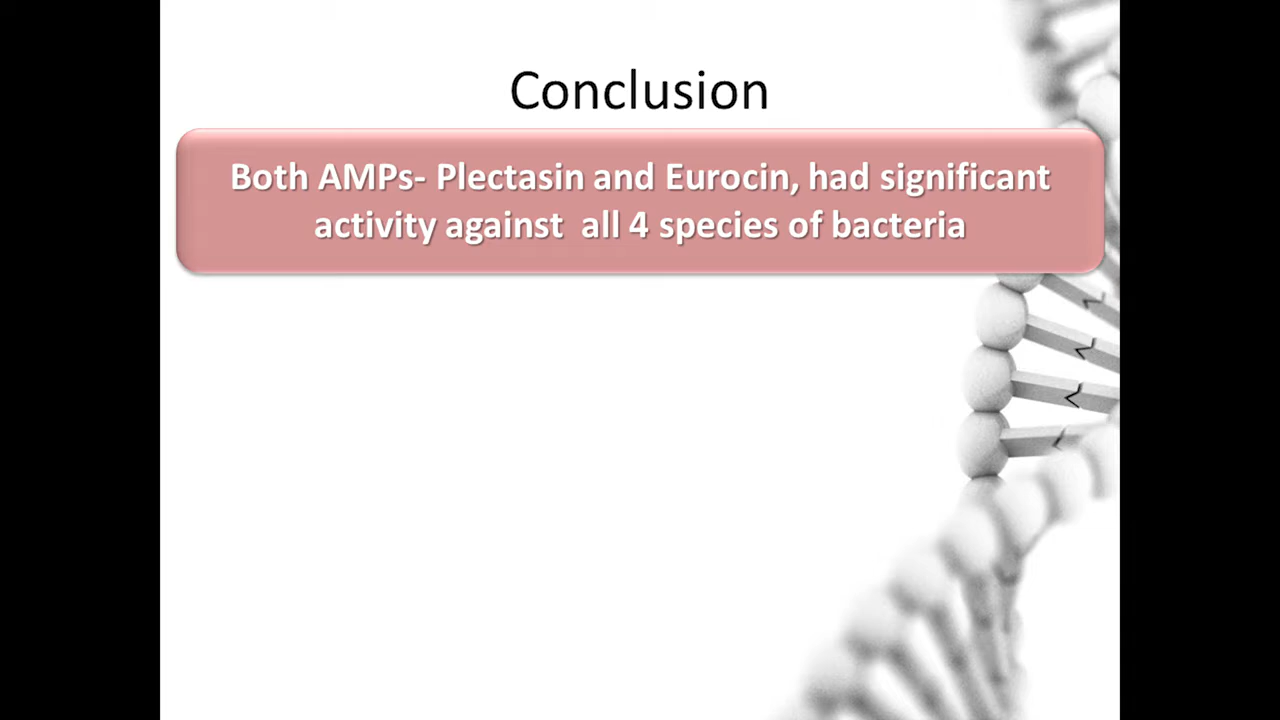 Conclusion
Both AMPs- Plectasin and Eurocin, had significant
activity against  all 4 species of bacteria